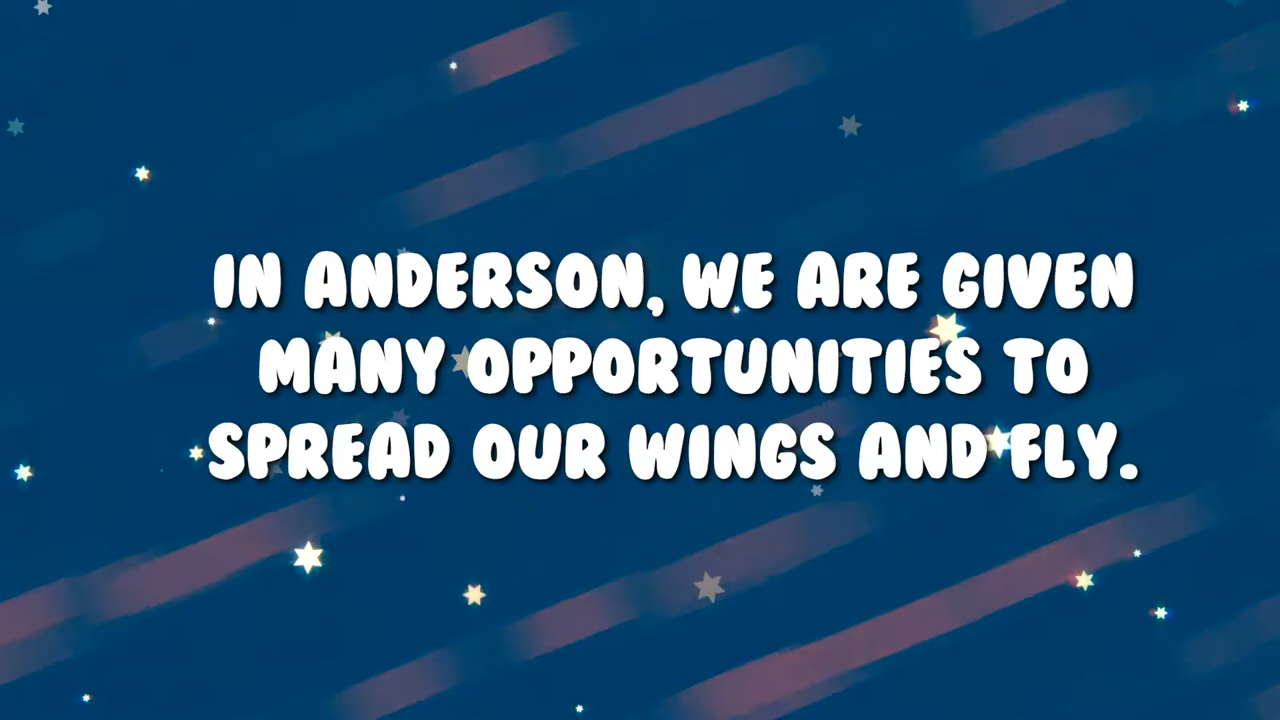 IN ANDERSON, WE ARE GIVEN
MANY OPPORTUNITIES TO
SPREAD OUR WINGS AND FLY.